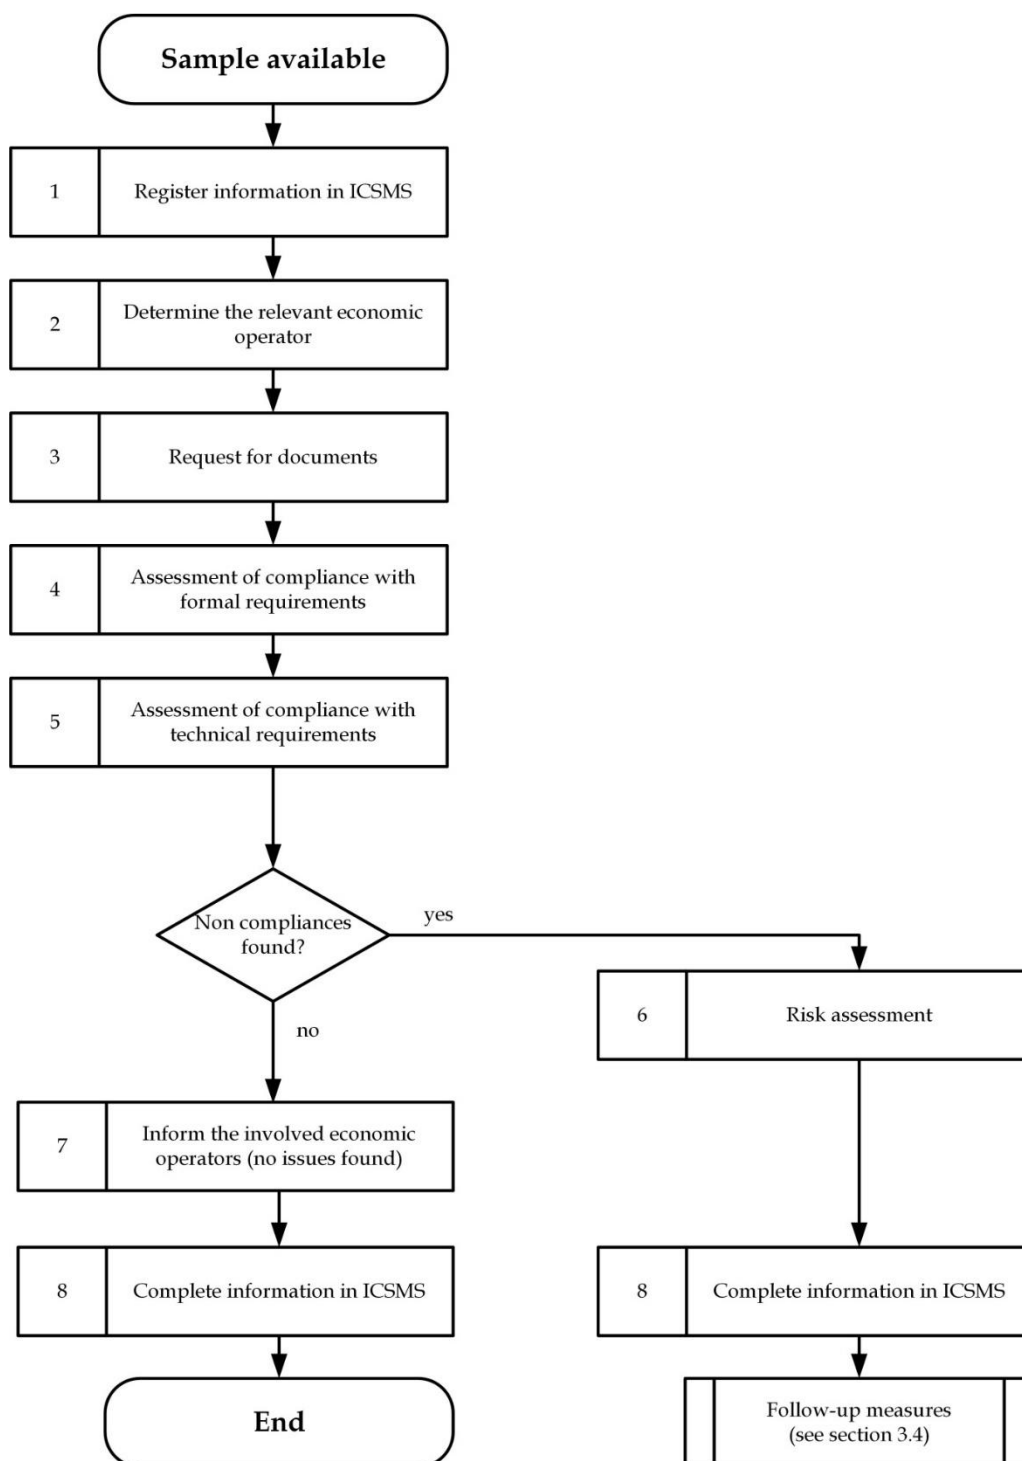 Sample available
1
Register information in ICSMS
2
Determine the relevant economic
operator
3
Request for documents
4
Assessment of compliance with
formal requirements
5
Assessment of compliance with
technical requirements
Non compliances
found?
yes
no
6
Risk assessment
7
Inform the involved economic
operators (no issues found)
8
Complete information in ICSMS
8
Complete information in ICSMS
End
Follow-up measures
(see section 3.4)